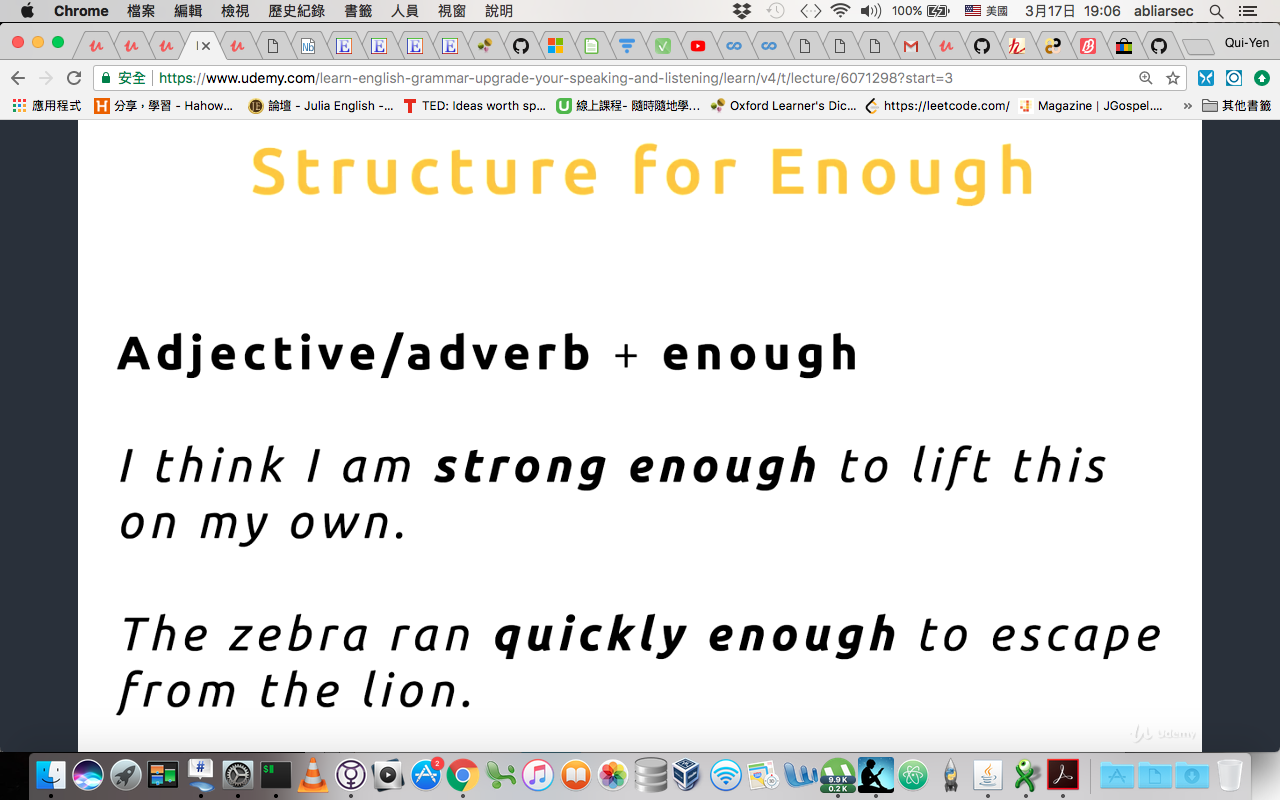 Chrome 檔案 編輯 檢視 歷史紀錄 書籤 人員 視窗 說明 100% 美國 3月17日 19:06 abliarsec
Qui-Yen
安全 https://www.udemy.com/learn-english-grammar-upgrade-your-speaking-and-listening/learn/v4/t/lecture/6071298?start=3
應用程式 分享，學習 - Hahow... 論壇 - Julia English -... TED: Ideas worth sp... 線上課程- 隨時隨地學... Oxford Learner's Dic... https://leetcode.com/ Magazine | JGospel.... » 其他書籤
Structure for Enough
Adjective/adverb + enough
I think I am strong enough to lift this
on my own.
The zebra ran quickly enough to escape
from the lion.
Udemy
2
9.9 K
0.2 K